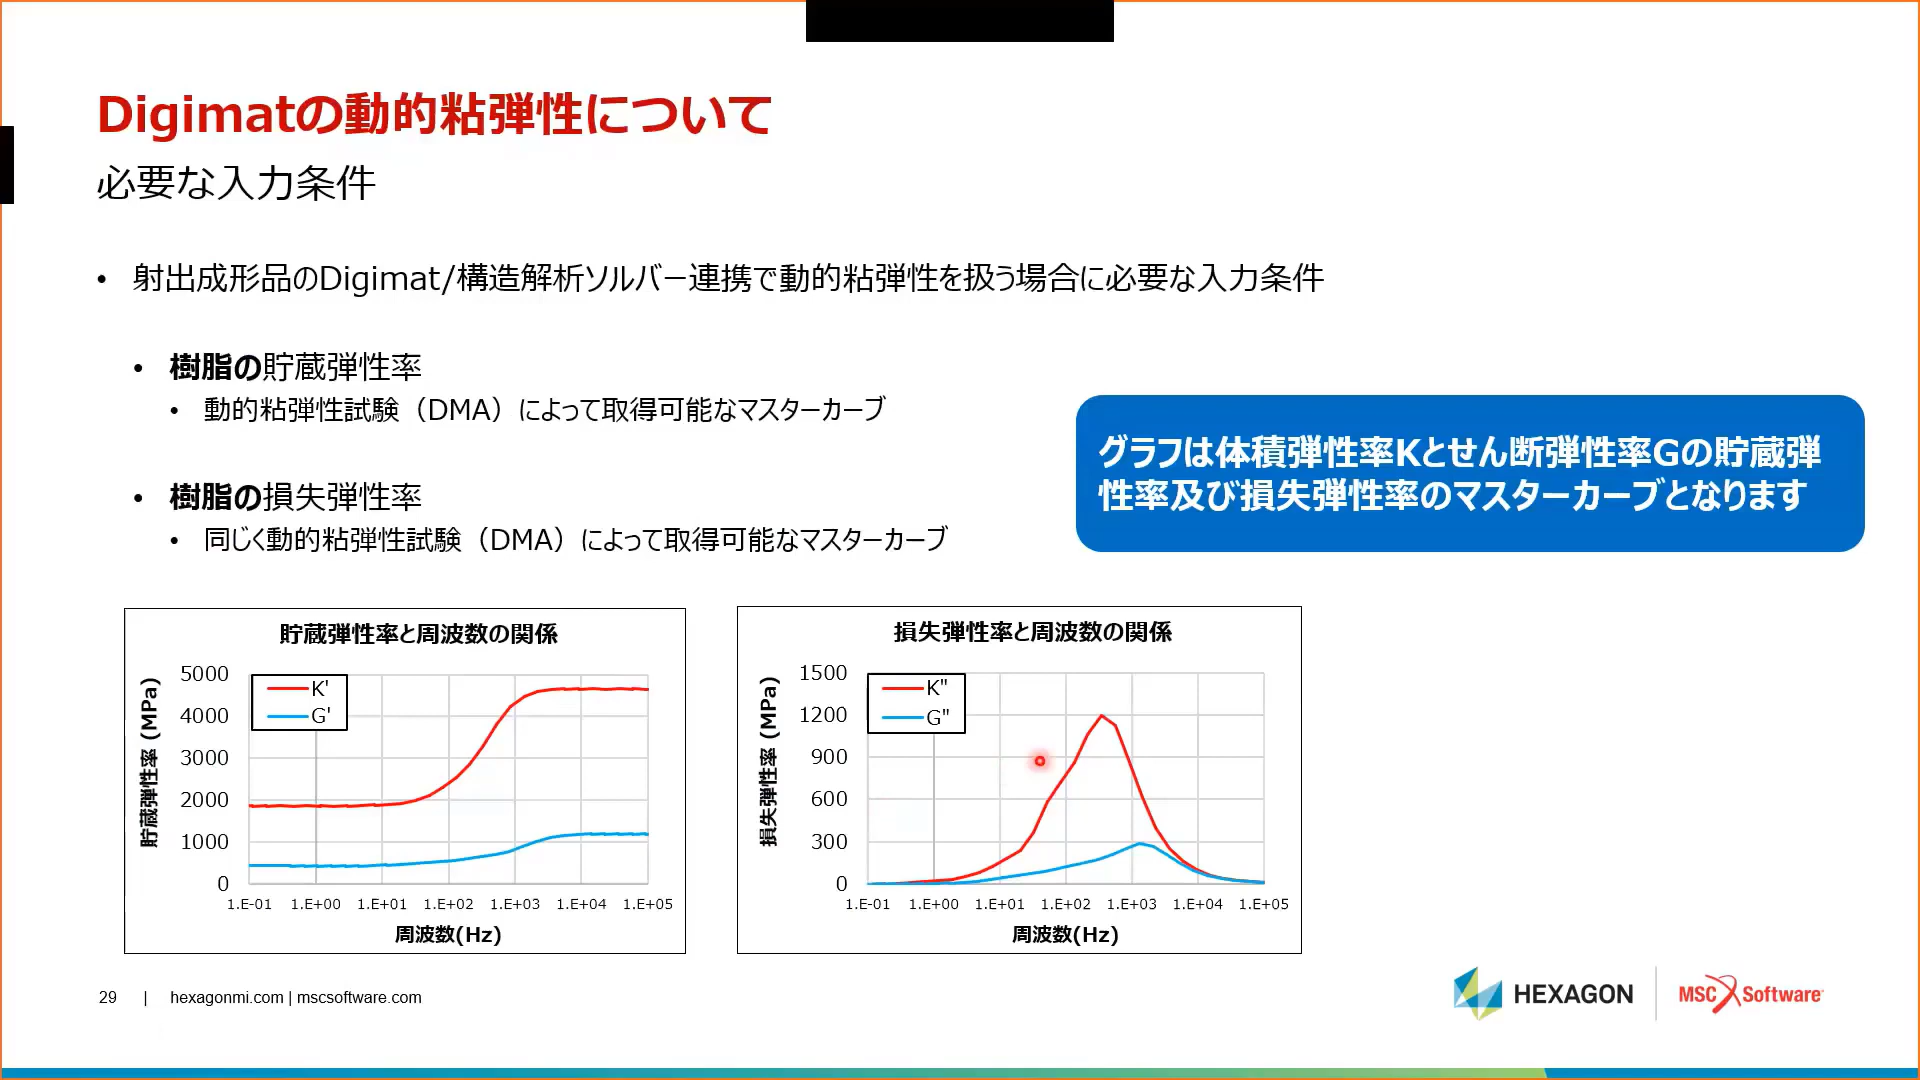 Digimatの動的粘弾性について
必要な入力条件
• 射出成形品のDigimat/構造解析ソルバー連携で動的粘弾性を扱う場合に必要な入力条件
• 樹脂の貯蔵弾性率
• 動的粘弾性試験（DMA）によって取得可能なマスターカーブ
• 樹脂の損失弾性率
• 同じく動的粘弾性試験（DMA）によって取得可能なマスターカーブ
グラフは体積弾性率Kとせん断弾性率Gの貯蔵弾
性率及び損失弾性率のマスターカーブとなります
貯蔵弾性率と周波数の関係
貯蔵弾性率 (MPa)
5000
4000
3000
2000
1000
0
K'
G'
1.E-01 1.E+00 1.E+01 1.E+02 1.E+03 1.E+04 1.E+05
周波数(Hz)
損失弾性率と周波数の関係
損失弾性率 (MPa)
1500
1200
900
600
300
0
K"
G"
1.E-01 1.E+00 1.E+01 1.E+02 1.E+03 1.E+04 1.E+05
周波数(Hz)
29 | hexagonmi.com | mscsoftware.com
HEXAGON
MSC Software